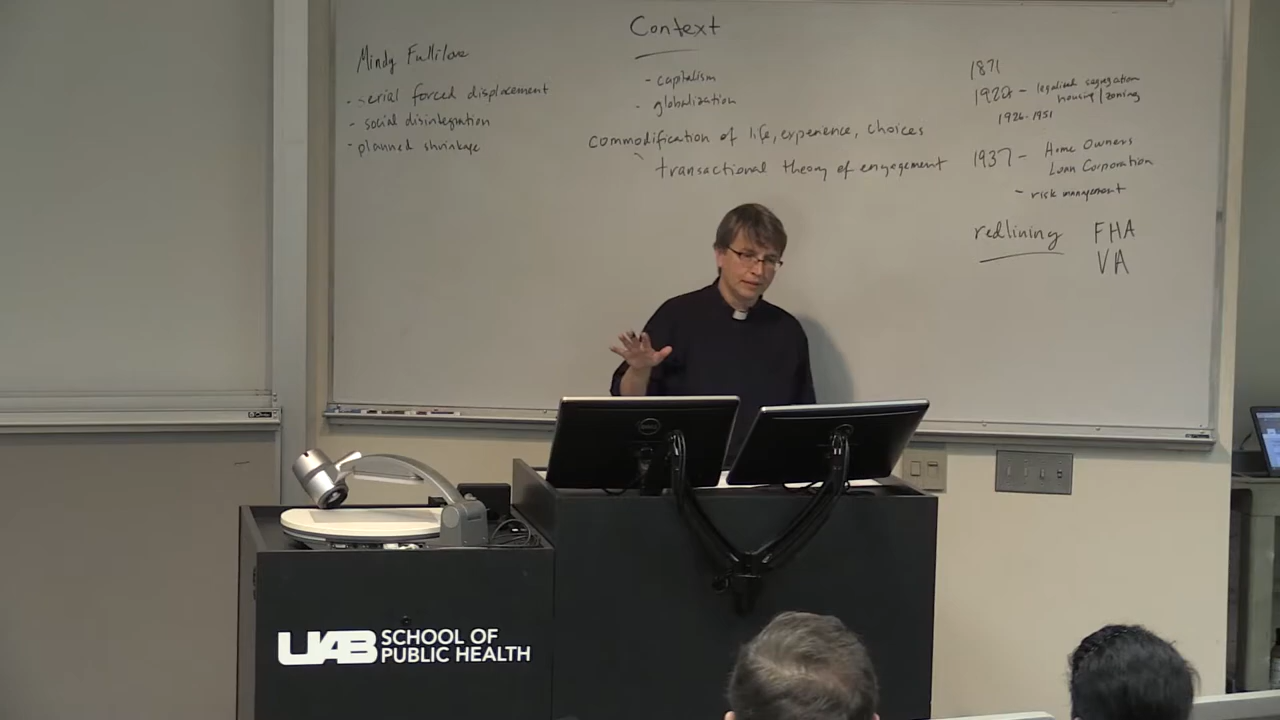 Mindy Fullilove
- serial forced displacement
- social disintegration
- planned shrinkage
Context
- capitalism
- globalization
commodification of life, experience, choices
transactional theory of engagement
1871
1920s - legalized segregation
housing/zoning
1926-1951
1937 - Home Owners
Loan Corporation
- risk management
redlining
FHA
VA
DELL
UAB SCHOOL OF
PUBLIC HEALTH